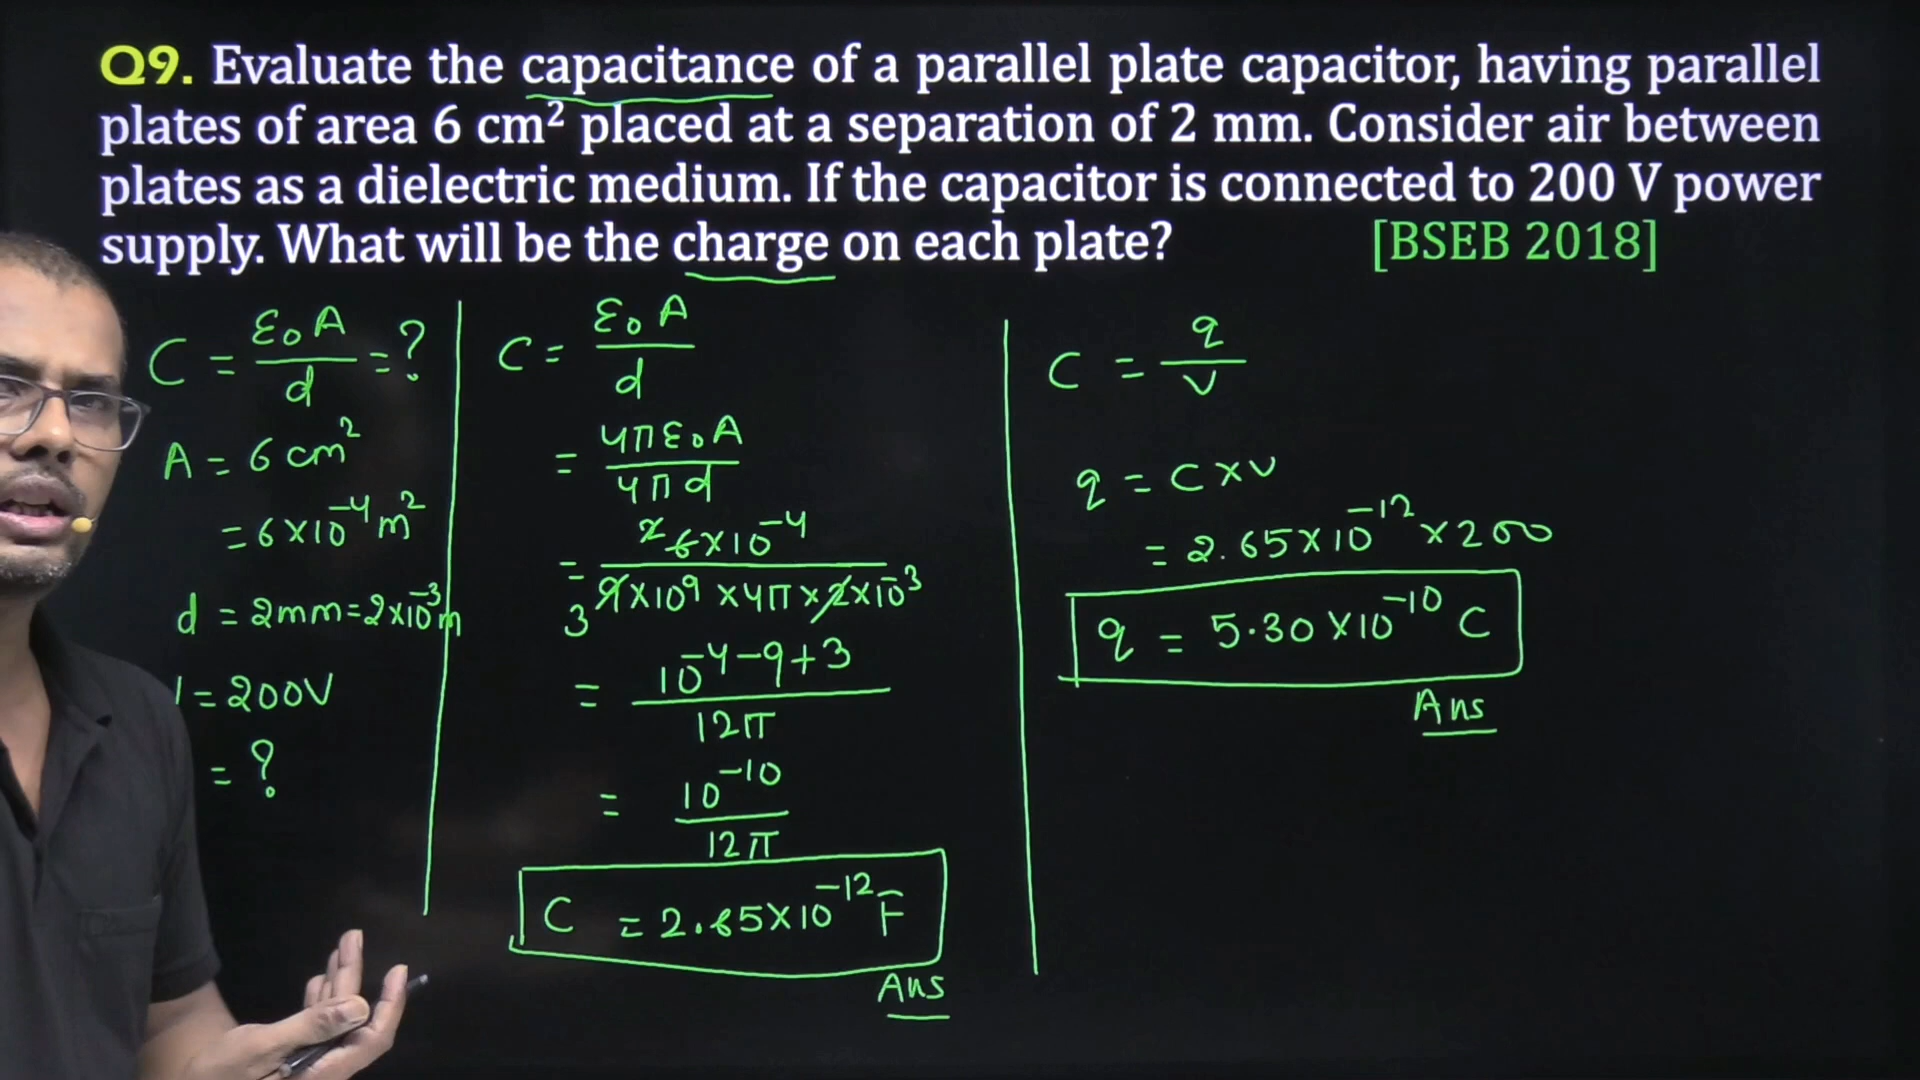 Q9. Evaluate the capacitance of a parallel plate capacitor, having parallel
plates of area 6 cm² placed at a separation of 2 mm. Consider air between
plates as a dielectric medium. If the capacitor is connected to 200 V power
supply. What will be the charge on each plate? [BSEB 2018]
C = ε₀A/d = ?
A = 6 cm²
= 6×10⁻⁴ m²
d = 2mm = 2×10⁻³m
= 200V
= ?
C = ε₀A/d
= 4πε₀A/4πd
= 6×10⁻⁴/9×10⁹×4π×2×10⁻³
2
3
= 10⁻⁴⁻⁹⁺³/12π
= 10⁻¹⁰/12π
C = 2.65×10⁻¹² F
Ans
C = q/v
q = C×v
= 2.65×10⁻¹²×200
q = 5.30×10⁻¹⁰ C
Ans